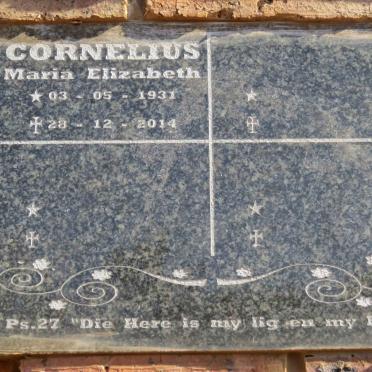 CORNELIUS
Maria Elizabeth
03 - 05 - 1931
28 - 12 - 2014
Ps.27 "Die Here is my lig en my